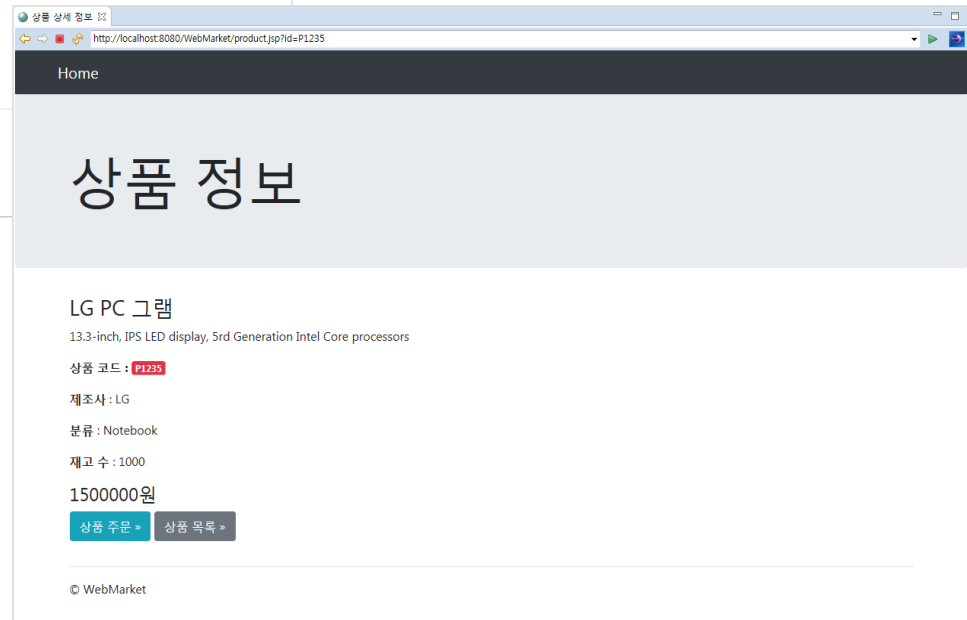 상품 상세 정보
http://localhost:8080/WebMarket/product.jsp?id=P1235
Home
상품 정보
LG PC 그램
13.3-inch, IPS LED display, 5rd Generation Intel Core processors
상품 코드 : P1235
제조사 : LG
분류 : Notebook
재고 수 : 1000
1500000원
상품 주문 » 상품 목록 »
© WebMarket